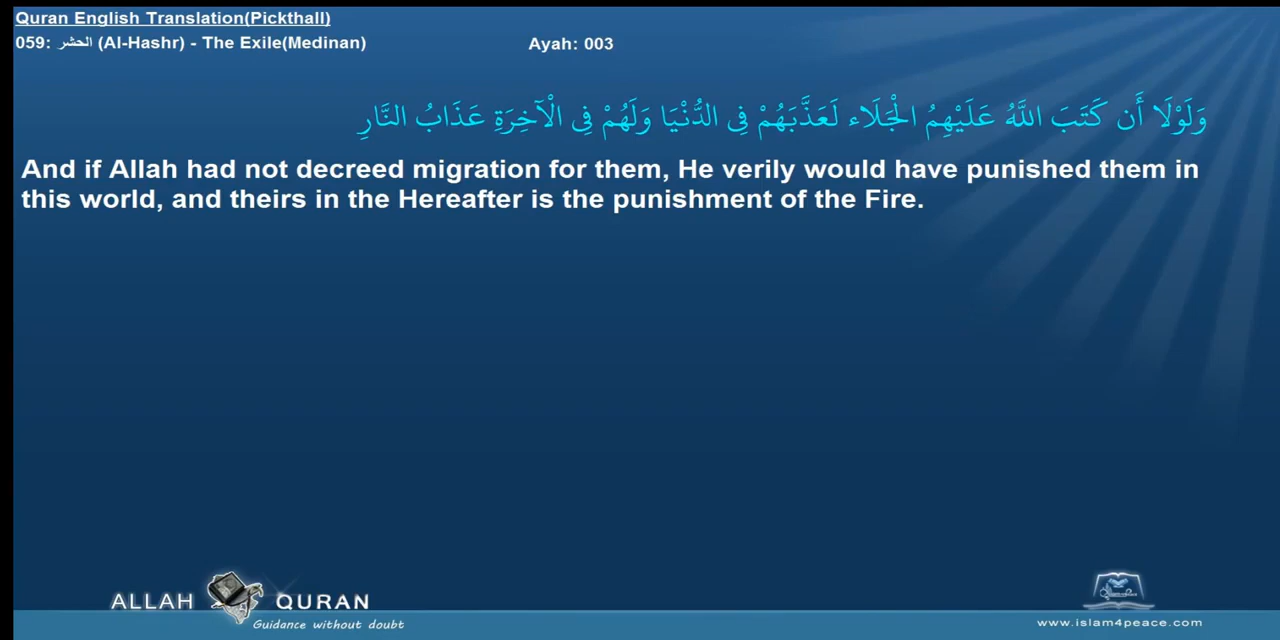 Quran English Translation(Pickthall)
059: الحشر (Al-Hashr) - The Exile(Medinan)
Ayah: 003
وَلَوْلَا أَن كَتَبَ اللَّهُ عَلَيْهِمُ الْجَلَاء لَعَذَّبَهُمْ فِي الدُّنْيَا وَلَهُمْ فِي الْآخِرَةِ عَذَابُ النَّارِ
And if Allah had not decreed migration for them, He verily would have punished them in
this world, and theirs in the Hereafter is the punishment of the Fire.
ALLAH QURAN
Guidance without doubt
www.islam4peace.com